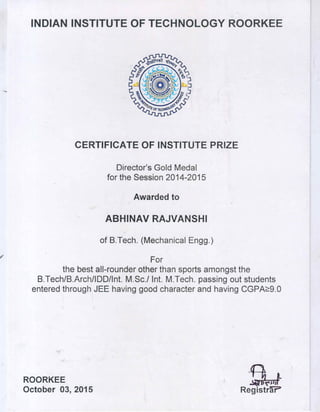 INDIAN INSTITUTE OF TECHNOLOGY ROORKEE
CERTIFICATE OF INSTITUTE PRIZE
Director's Gold Medal
for the Session 2014-2015
Awarded to
ABHINAV RAJVANSHI
of B.Tech. (Mechanical Engg.)
For
the best all-rounder other than sports amongst the
B.Tech/B.Arch/IDD/Int. M.Sc./ Int. M.Tech. passing out students
entered through JEE having good character and having CGPA≥9.0
ROORKEE
October 03, 2015
Registrar